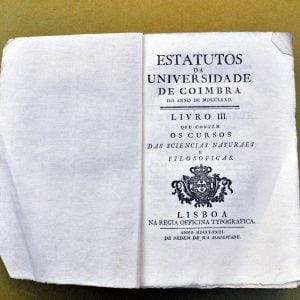 ESTATUTOS
DA
UNIVERSIDADE
DE COIMBRA
DO ANNO DE MDCCLXXII.
LIVRO III.
QUE CONTÉM
OS CURSOS
DAS SCIENCIAS NATURAES
E
FILOSOFICAS.
LISBOA
NA REGIA OFFICINA TYPOGRAFICA.
ANNO MDCCLXXIII.
DE ORDEM DE SUA MAGESTADE.